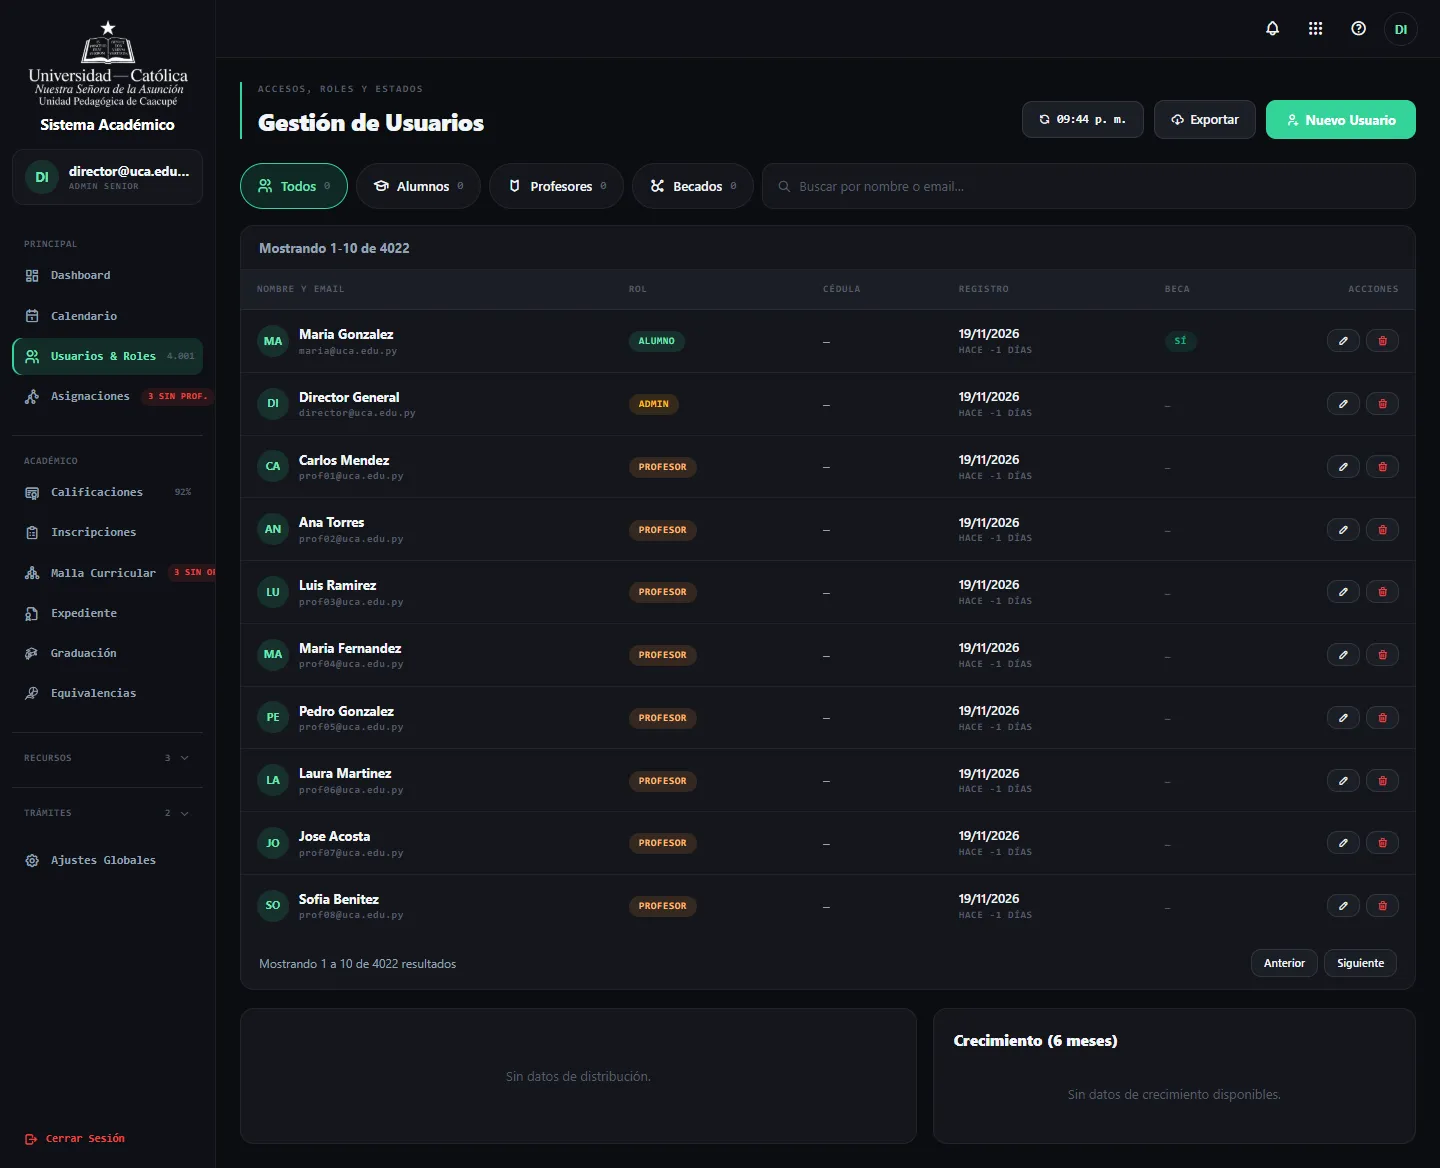 Universidad—Católica
Nuestra Señora de la Asunción
Unidad Pedagógica de Caacupé
Sistema Académico
DI
director@uca.edu...
ADMIN SENIOR
PRINCIPAL
Dashboard
Calendario
Usuarios & Roles 4.001
Asignaciones 3 SIN PROF.
ACADÉMICO
Calificaciones 92%
Inscripciones
Malla Curricular 3 SIN
Expediente
Graduación
Equivalencias
RECURSOS 3
TRÁMITES 2
Ajustes Globales
Cerrar Sesión
DI
ACCESOS, ROLES Y ESTADOS
Gestión de Usuarios
09:44 p. m.
Exportar
Nuevo Usuario
Todos 0
Alumnos 0
Profesores 0
Becados 0
Buscar por nombre o email...
Mostrando 1-10 de 4022
NOMBRE Y EMAIL ROL CÉDULA REGISTRO BECA ACCIONES
MA Maria Gonzalez ALUMNO — 19/11/2026 SÍ
maria@uca.edu.py HACE -1 DÍAS
DI Director General ADMIN — 19/11/2026 —
director@uca.edu.py HACE -1 DÍAS
CA Carlos Mendez PROFESOR — 19/11/2026 —
prof01@uca.edu.py HACE -1 DÍAS
AN Ana Torres PROFESOR — 19/11/2026 —
prof02@uca.edu.py HACE -1 DÍAS
LU Luis Ramirez PROFESOR — 19/11/2026 —
prof03@uca.edu.py HACE -1 DÍAS
MA Maria Fernandez PROFESOR — 19/11/2026 —
prof04@uca.edu.py HACE -1 DÍAS
PE Pedro Gonzalez PROFESOR — 19/11/2026 —
prof05@uca.edu.py HACE -1 DÍAS
LA Laura Martinez PROFESOR — 19/11/2026 —
prof06@uca.edu.py HACE -1 DÍAS
JO Jose Acosta PROFESOR — 19/11/2026 —
prof07@uca.edu.py HACE -1 DÍAS
SO Sofia Benitez PROFESOR — 19/11/2026 —
prof08@uca.edu.py HACE -1 DÍAS
Mostrando 1 a 10 de 4022 resultados
Anterior
Siguiente
Sin datos de distribución.
Crecimiento (6 meses)
Sin datos de crecimiento disponibles.